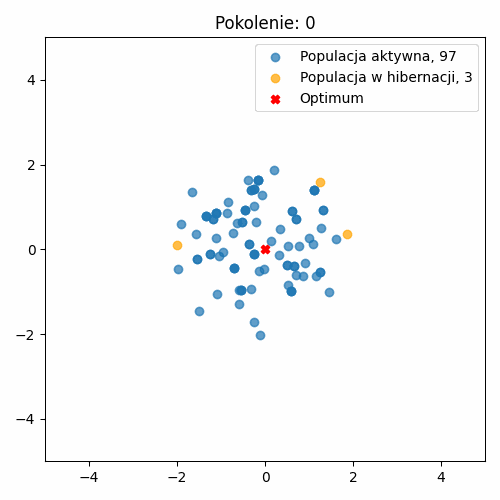 Pokolenie: 0
Populacja aktywna, 97
Populacja w hibernacji, 3
Optimum
4
2
0
−2
−4
−4 −2 0 2 4